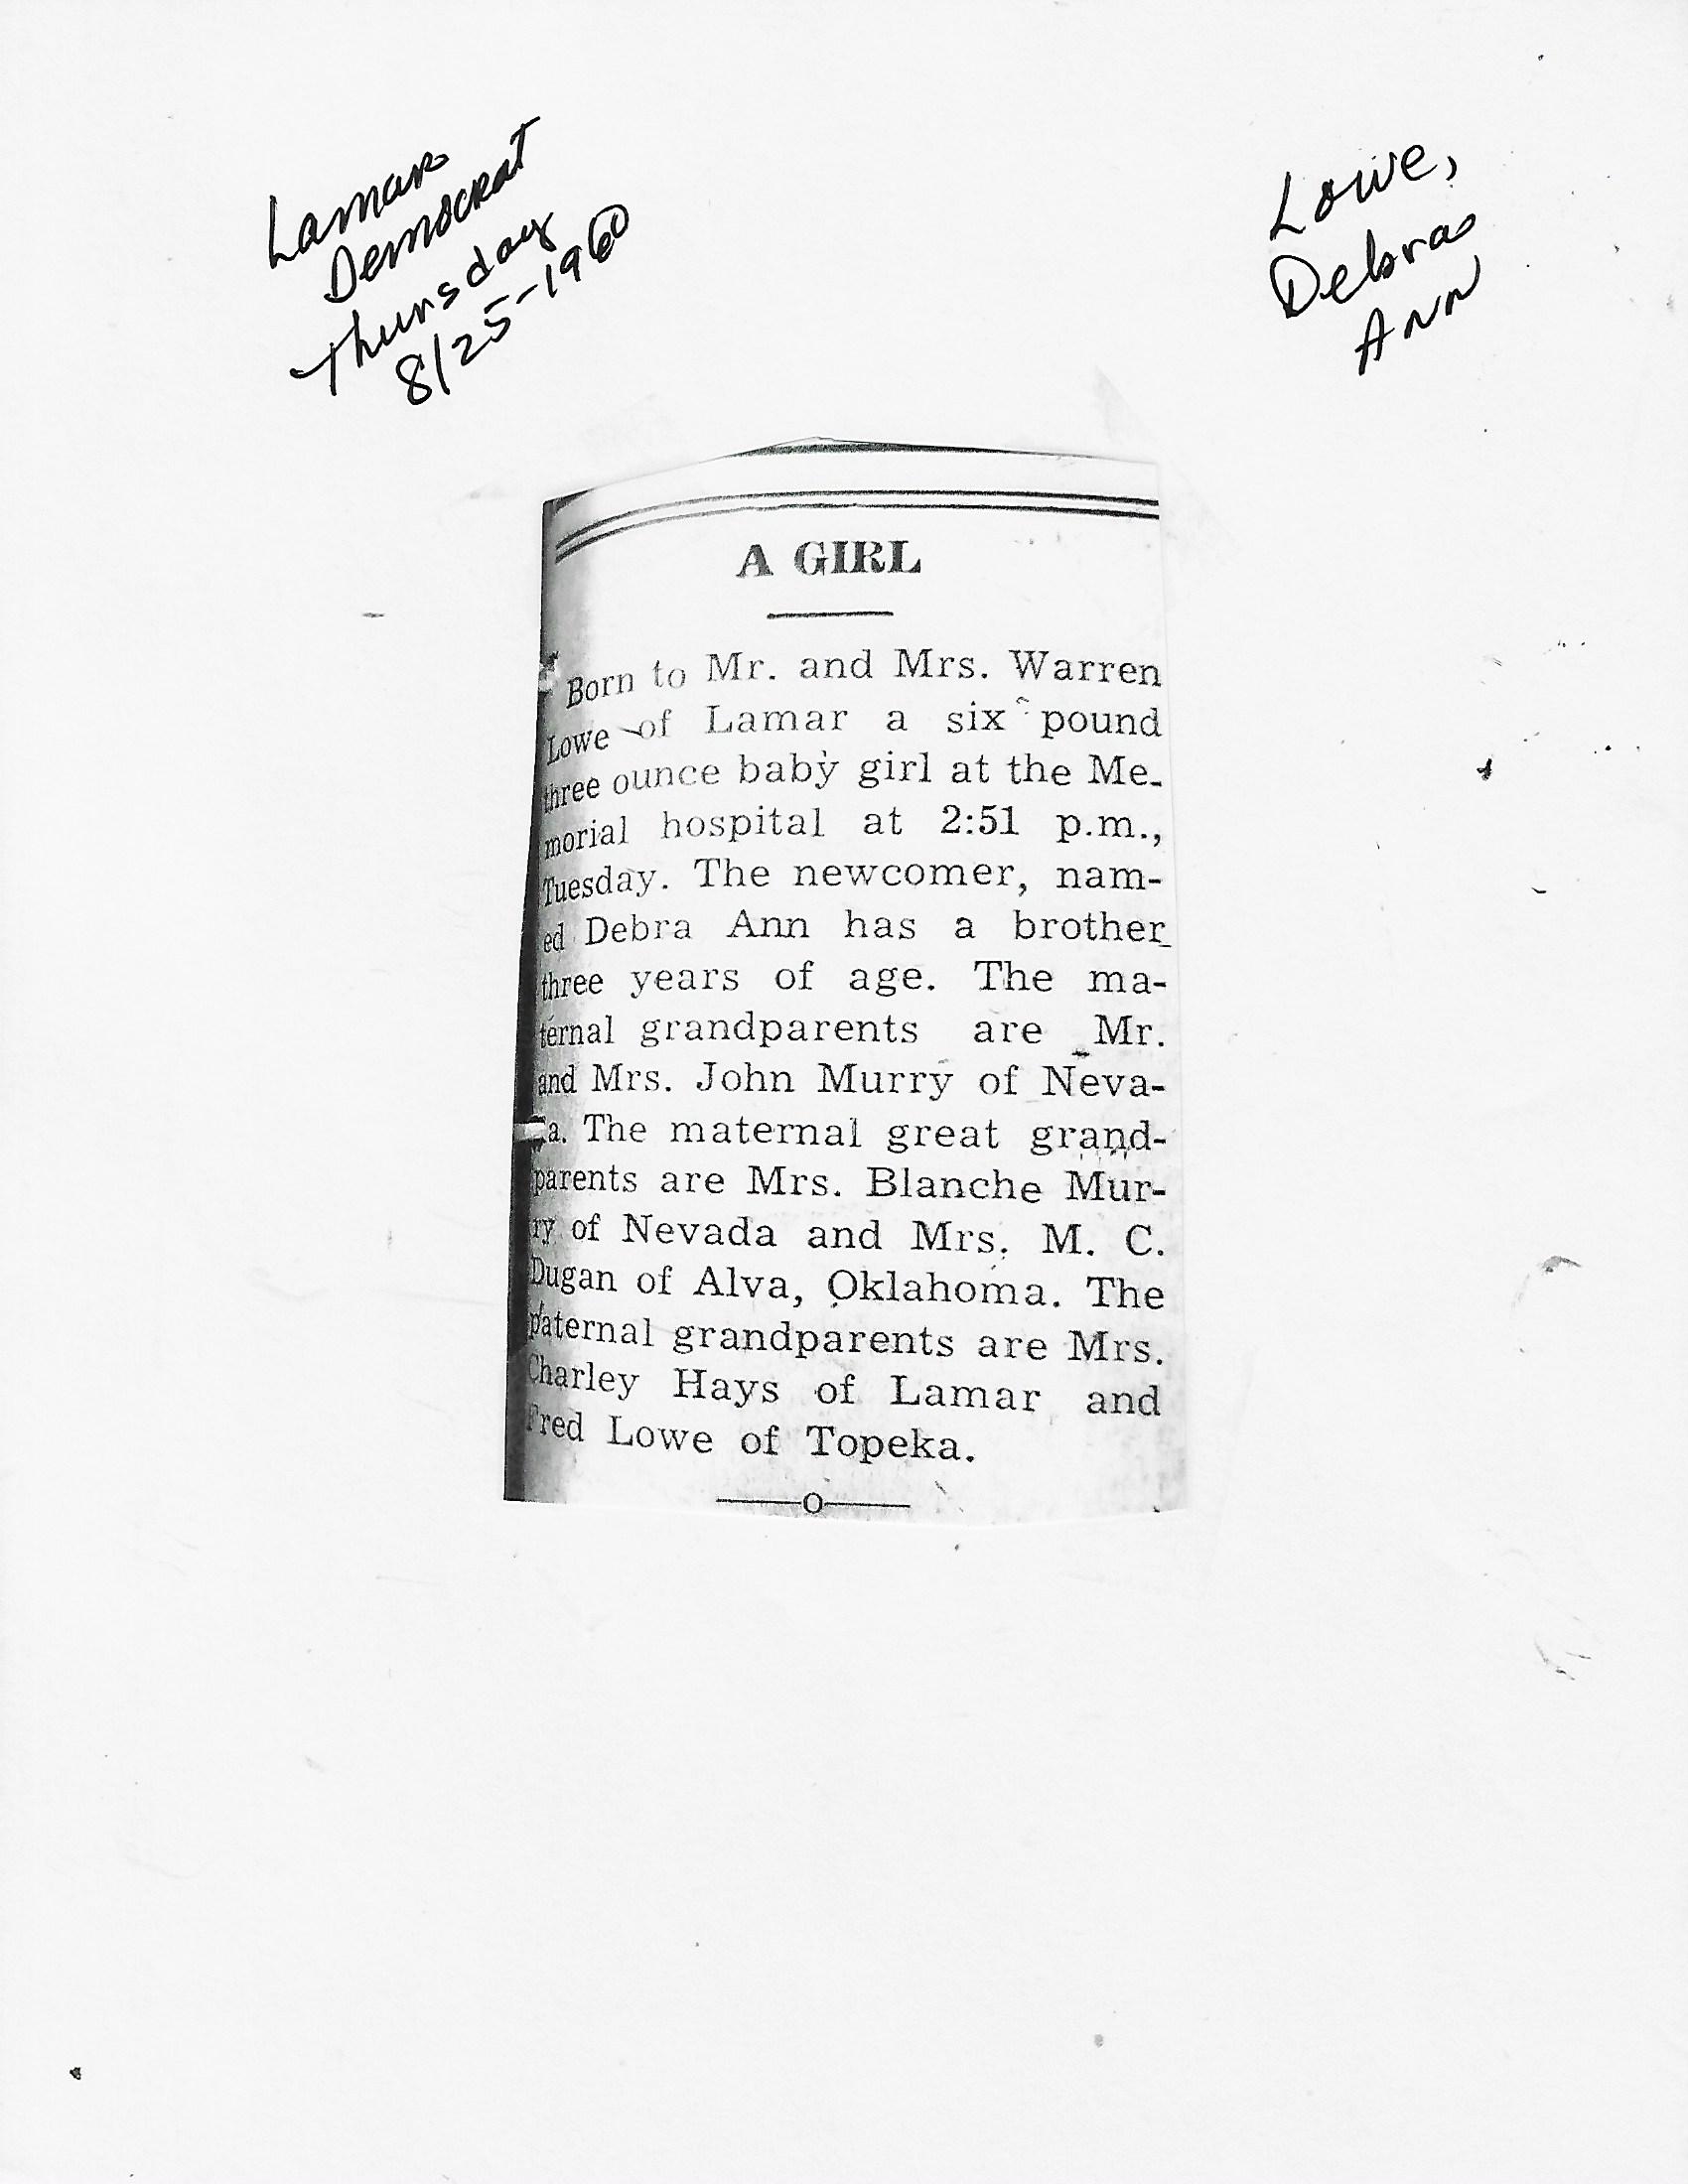 Lamar
Democrat
Thursday
8/25-1960
Lowe,
Debra
Ann
A GIRL
Born to Mr. and Mrs. Warren
Lowe of Lamar a six pound
three ounce baby girl at the Me-
morial hospital at 2:51 p.m.,
Tuesday. The newcomer, nam-
ed Debra Ann has a brother
three years of age. The ma-
ternal grandparents are Mr.
and Mrs. John Murry of Neva-
da. The maternal great grand-
parents are Mrs. Blanche Mur-
ry of Nevada and Mrs. M. C.
Dugan of Alva, Oklahoma. The
paternal grandparents are Mrs.
Charley Hays of Lamar and
Fred Lowe of Topeka.